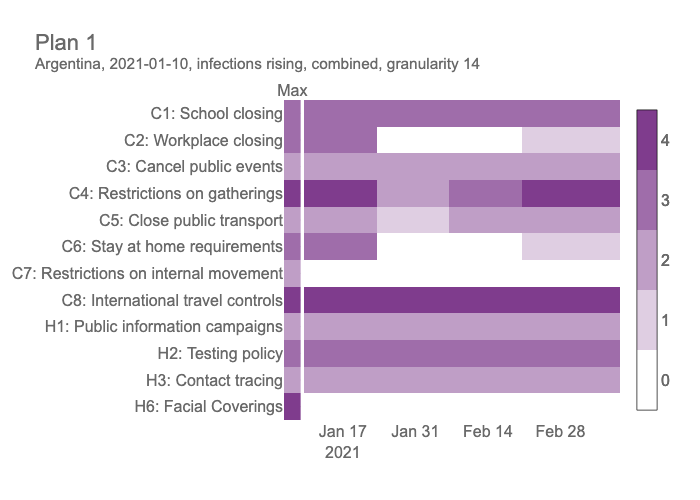 Plan 1
Argentina, 2021-01-10, infections rising, combined, granularity 14
Max
C1: School closing
C2: Workplace closing
C3: Cancel public events
C4: Restrictions on gatherings
C5: Close public transport
C6: Stay at home requirements
C7: Restrictions on internal movement
C8: International travel controls
H1: Public information campaigns
H2: Testing policy
H3: Contact tracing
H6: Facial Coverings
4
3
2
1
0
Jan 17 Jan 31 Feb 14 Feb 28
2021